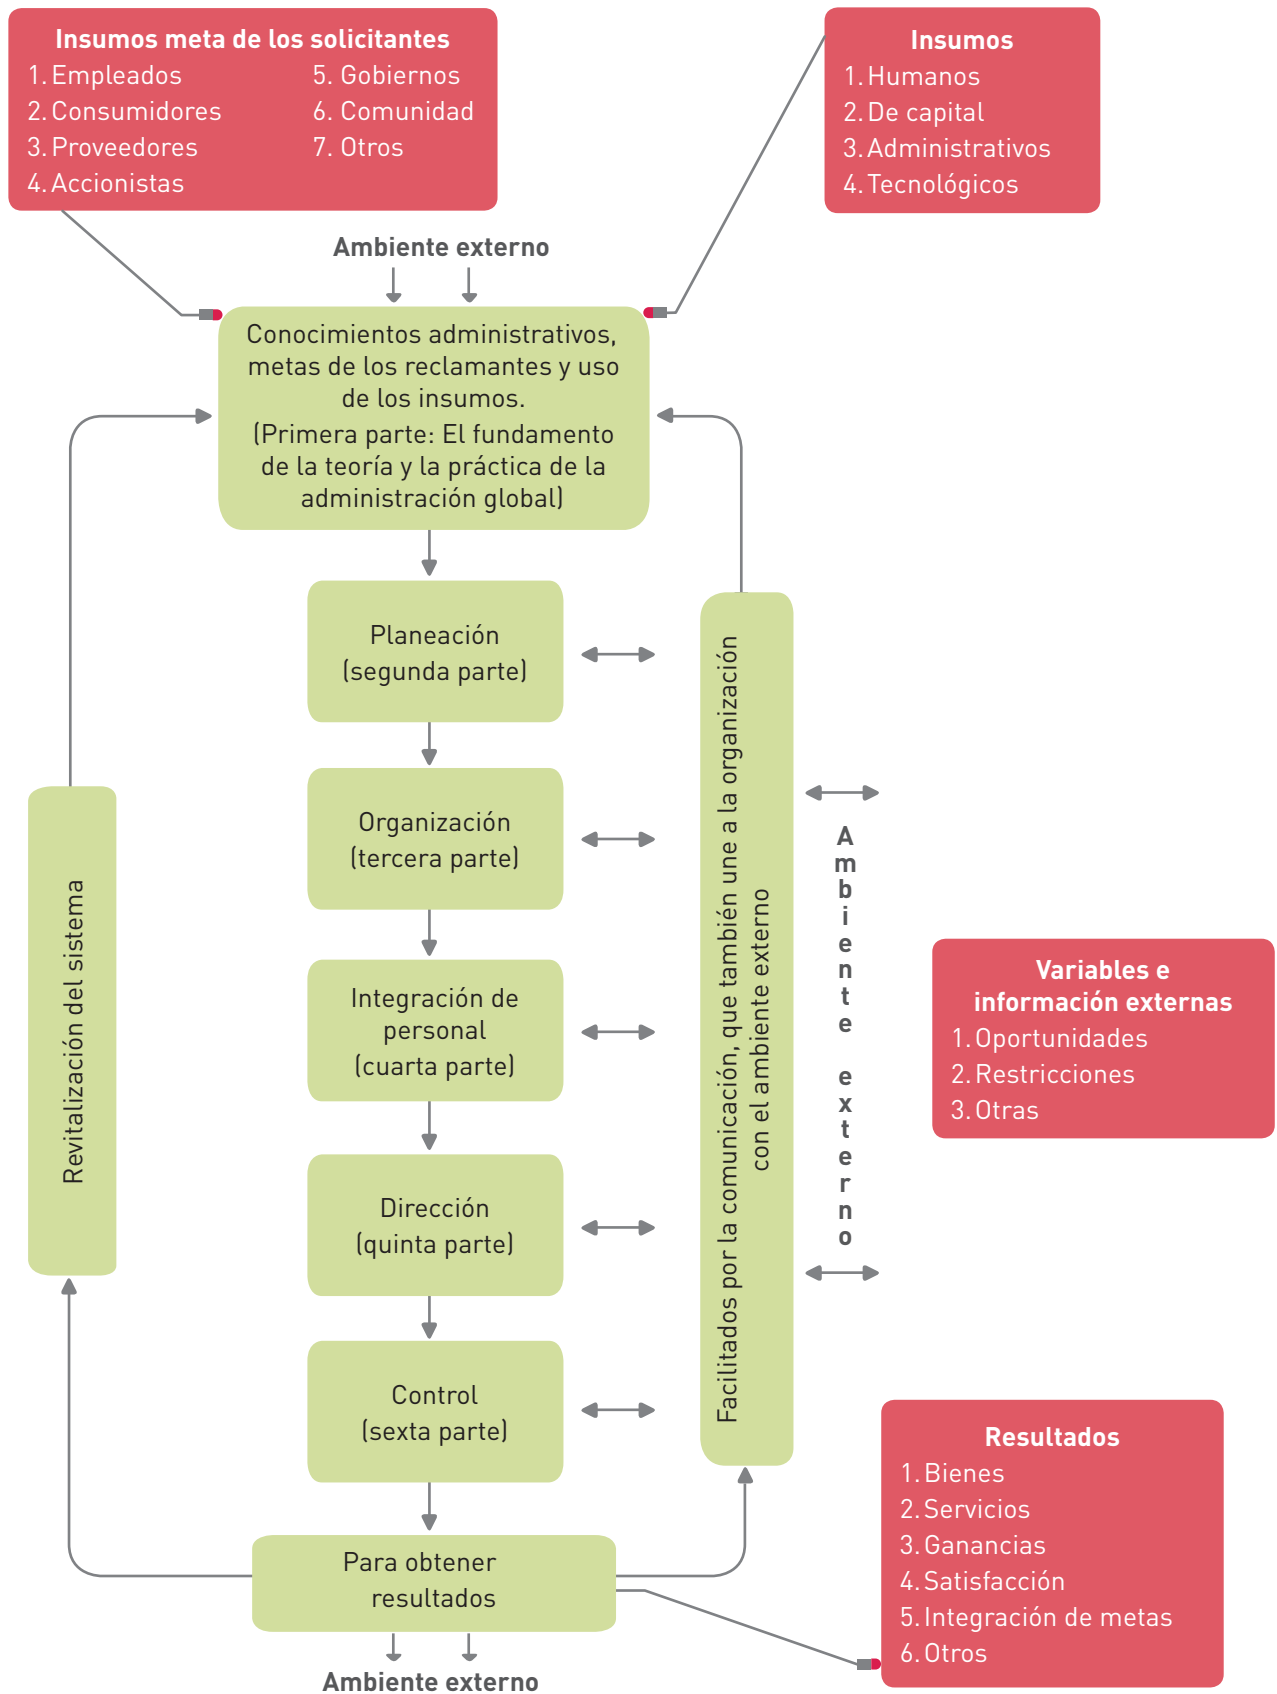 Insumos meta de los solicitantes
1. Empleados
2. Consumidores
3. Proveedores
4. Accionistas
5. Gobiernos
6. Comunidad
7. Otros
Insumos
1. Humanos
2. De capital
3. Administrativos
4. Tecnológicos
Ambiente externo
Conocimientos administrativos,
metas de los reclamantes y uso
de los insumos.
(Primera parte: El fundamento
de la teoría y la práctica de la
administración global)
Planeación
(segunda parte)
Organización
(tercera parte)
Integración de
personal
(cuarta parte)
Dirección
(quinta parte)
Control
(sexta parte)
Para obtener
resultados
Ambiente externo
Revitalización del sistema
Facilitados por la comunicación, que también une a la organización
con el ambiente externo
Ambiente externo
Variables e
información externas
1. Oportunidades
2. Restricciones
3. Otras
Resultados
1. Bienes
2. Servicios
3. Ganancias
4. Satisfacción
5. Integración de metas
6. Otros